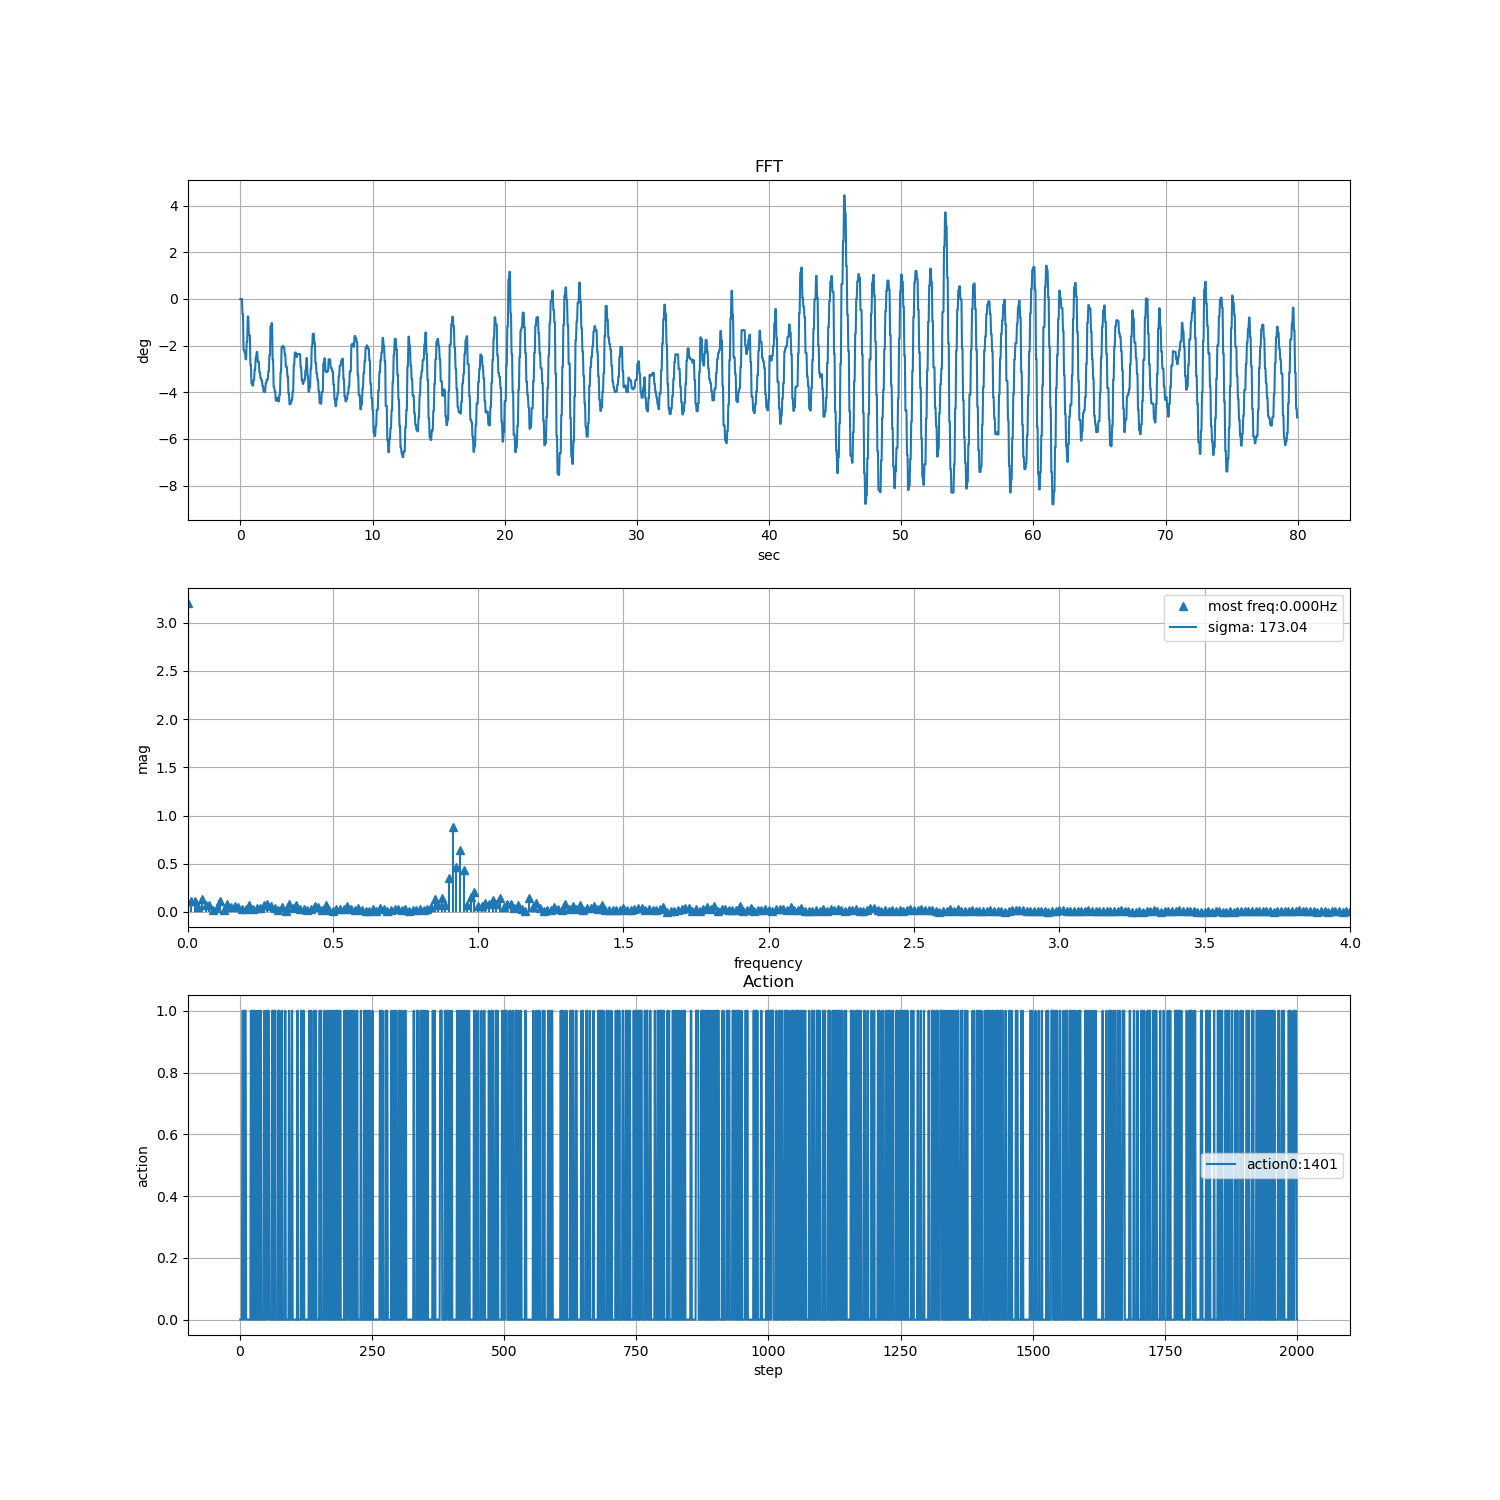 FFT
4
2
0
−2
−4
−6
−8
deg
0 10 20 30 40 50 60 70 80
sec
most freq:0.000Hz
sigma: 173.04
3.0
2.5
2.0
1.5
1.0
0.5
0.0
mag
0.0 0.5 1.0 1.5 2.0 2.5 3.0 3.5 4.0
frequency
Action
1.0
0.8
0.6
0.4
0.2
0.0
action
action0:1401
0 250 500 750 1000 1250 1500 1750 2000
step